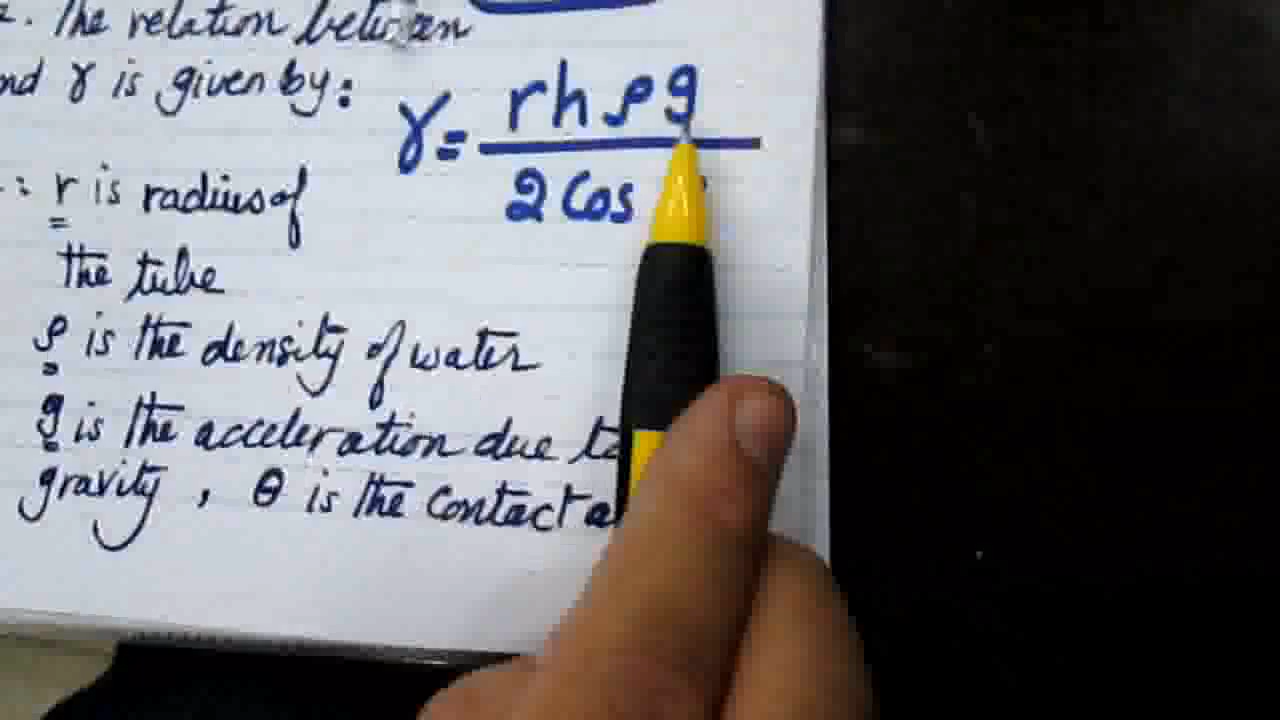 The relation between
γ is given by:
γ = rhρg
2 Cos
r is radius of
the tube
ρ is the density of water
g is the acceleration due to
gravity, θ is the contact